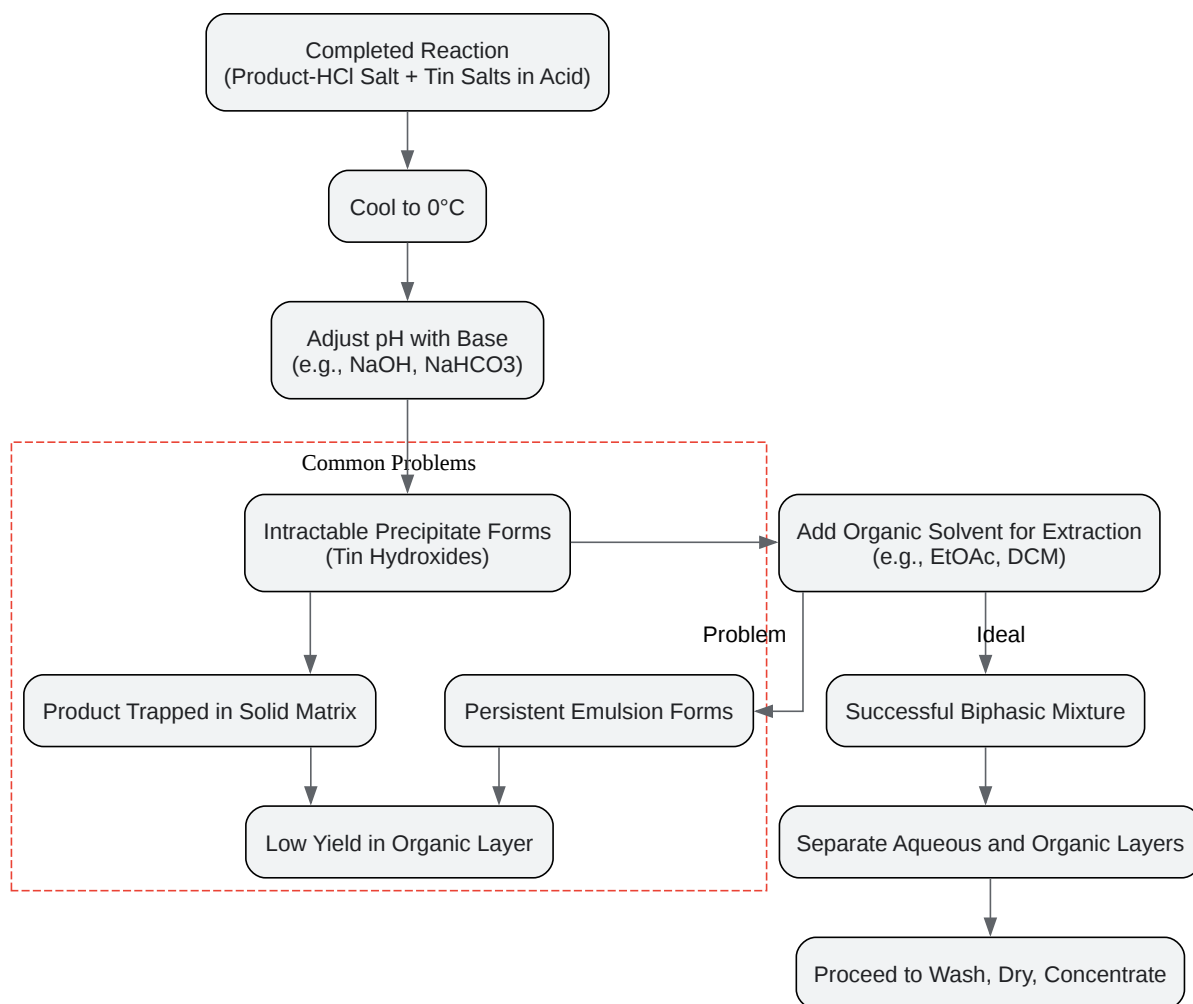 Completed Reaction
(Product-HCl Salt + Tin Salts in Acid)
Cool to 0°C
Adjust pH with Base
(e.g., NaOH, NaHCO3)
Common Problems
Intractable Precipitate Forms
(Tin Hydroxides)
Add Organic Solvent for Extraction
(e.g., EtOAc, DCM)
Problem
Ideal
Product Trapped in Solid Matrix
Persistent Emulsion Forms
Successful Biphasic Mixture
Low Yield in Organic Layer
Separate Aqueous and Organic Layers
Proceed to Wash, Dry, Concentrate